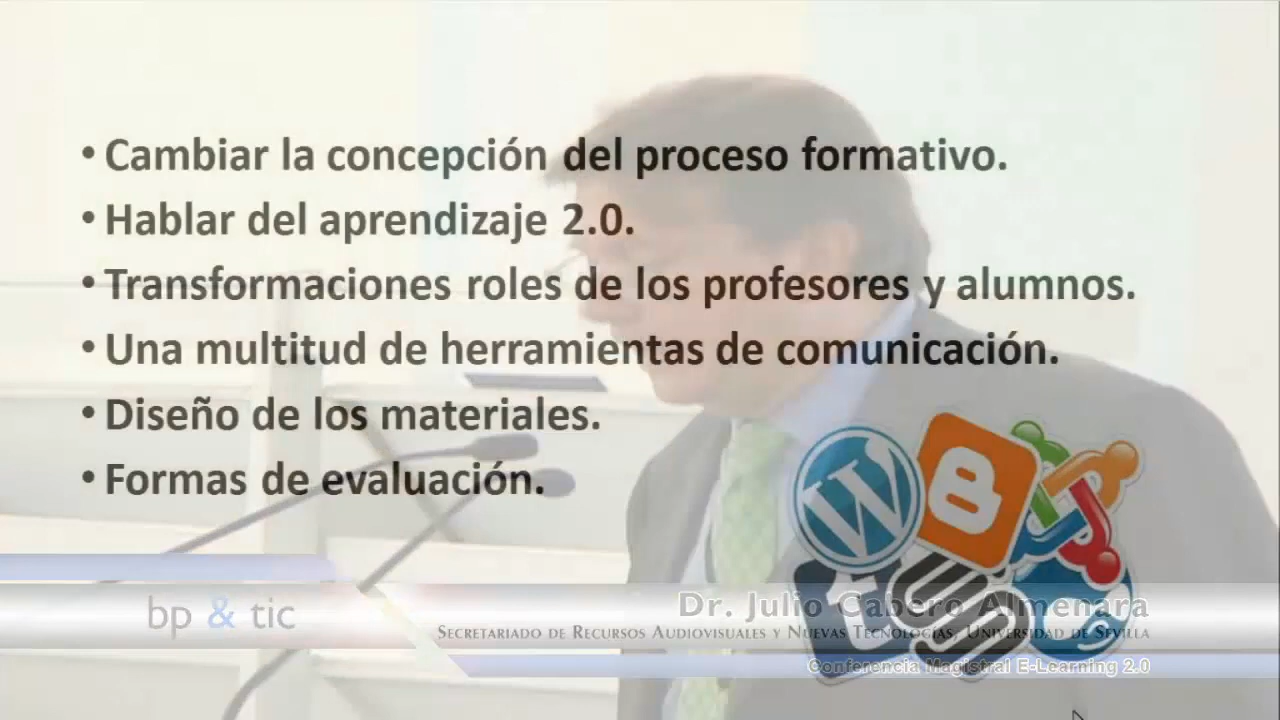 • Cambiar la concepción del proceso formativo.
• Hablar del aprendizaje 2.0.
• Transformaciones roles de los profesores y alumnos.
• Una multitud de herramientas de comunicación.
• Diseño de los materiales.
• Formas de evaluación.
bp & tic
Dr. Julio Cabero Almenara
Secretariado de Recursos Audiovisuales y Nuevas Tecnologías, Universidad de Sevilla
Conferencia Magistral E-Learning 2.0